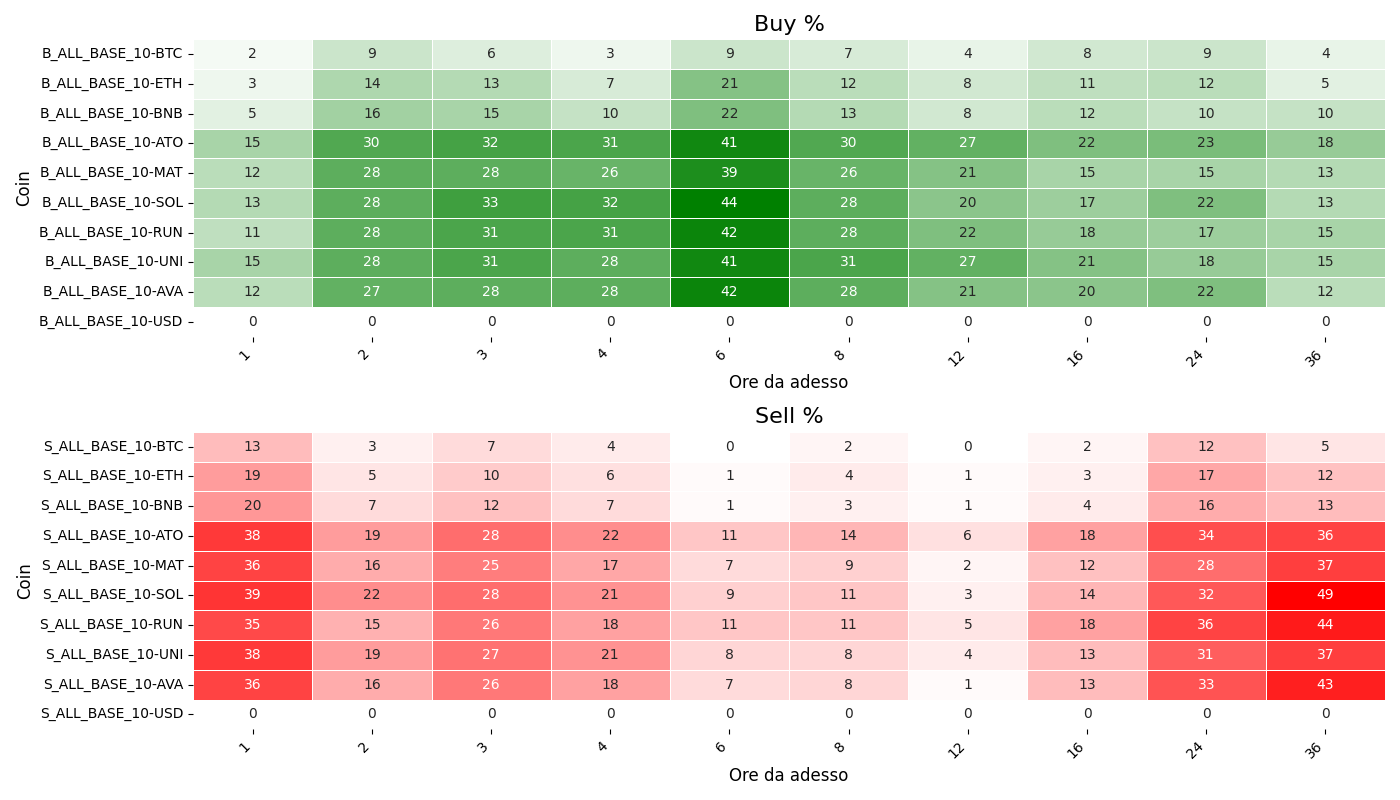 Buy %
Coin
B_ALL_BASE_10-BTC 2 9 6 3 9 7 4 8 9 4
B_ALL_BASE_10-ETH 3 14 13 7 21 12 8 11 12 5
B_ALL_BASE_10-BNB 5 16 15 10 22 13 8 12 10 10
B_ALL_BASE_10-ATO 15 30 32 31 41 30 27 22 23 18
B_ALL_BASE_10-MAT 12 28 28 26 39 26 21 15 15 13
B_ALL_BASE_10-SOL 13 28 33 32 44 28 20 17 22 13
B_ALL_BASE_10-RUN 11 28 31 31 42 28 22 18 17 15
B_ALL_BASE_10-UNI 15 28 31 28 41 31 27 21 18 15
B_ALL_BASE_10-AVA 12 27 28 28 42 28 21 20 22 12
B_ALL_BASE_10-USD 0 0 0 0 0 0 0 0 0 0
1 2 3 4 6 8 12 16 24 36
Ore da adesso
Sell %
Coin
S_ALL_BASE_10-BTC 13 3 7 4 0 2 0 2 12 5
S_ALL_BASE_10-ETH 19 5 10 6 1 4 1 3 17 12
S_ALL_BASE_10-BNB 20 7 12 7 1 3 1 4 16 13
S_ALL_BASE_10-ATO 38 19 28 22 11 14 6 18 34 36
S_ALL_BASE_10-MAT 36 16 25 17 7 9 2 12 28 37
S_ALL_BASE_10-SOL 39 22 28 21 9 11 3 14 32 49
S_ALL_BASE_10-RUN 35 15 26 18 11 11 5 18 36 44
S_ALL_BASE_10-UNI 38 19 27 21 8 8 4 13 31 37
S_ALL_BASE_10-AVA 36 16 26 18 7 8 1 13 33 43
S_ALL_BASE_10-USD 0 0 0 0 0 0 0 0 0 0
1 2 3 4 6 8 12 16 24 36
Ore da adesso